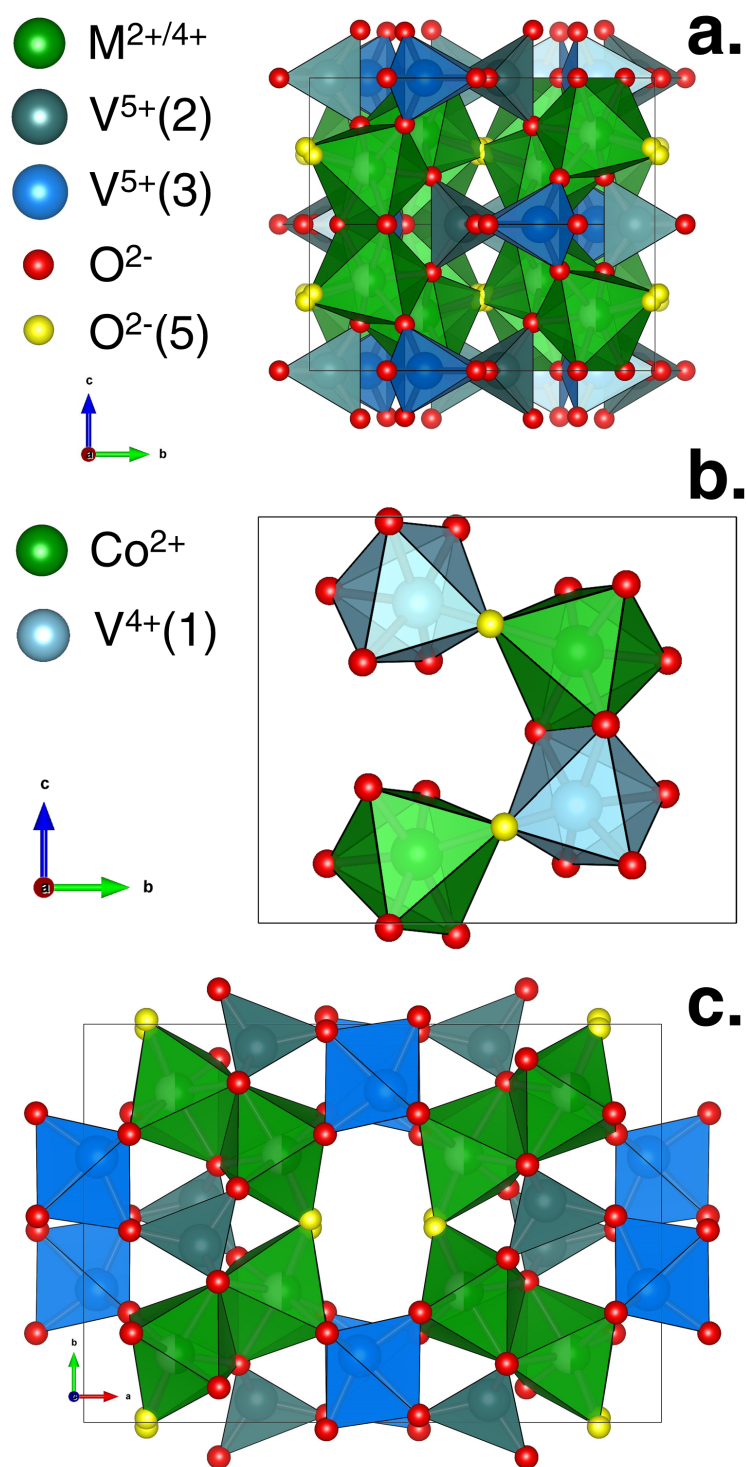 a.
M2+/4+
V5+(2)
V5+(3)
O2-
O2-(5)
c
a
b
b.
Co2+
V4+(1)
c
a
b
c.
b
c
a